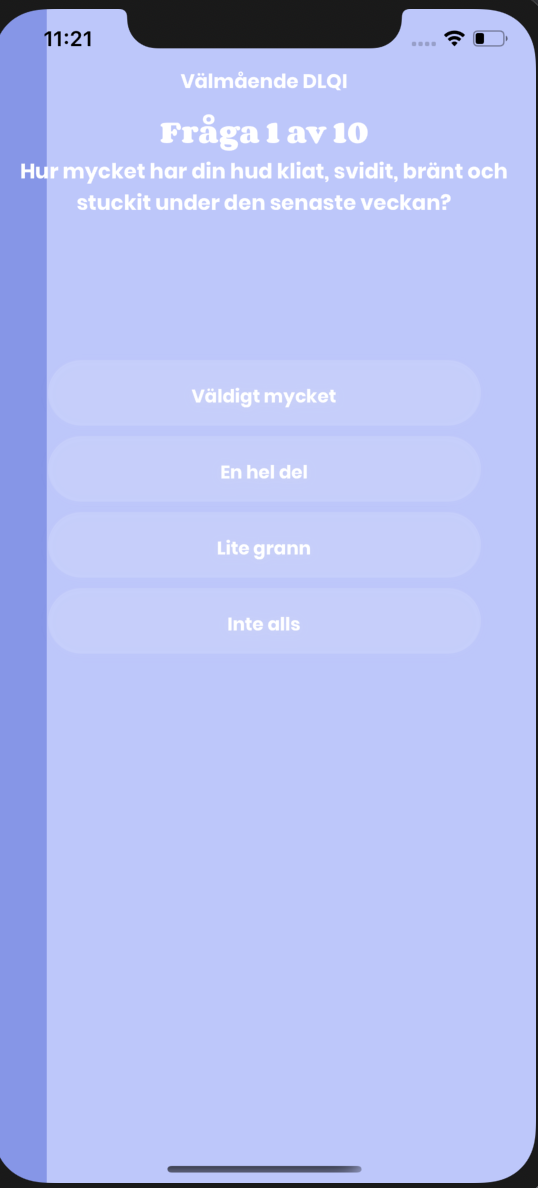 11:21
Välmående DLQI
Fråga 1 av 10
Hur mycket har din hud kliat, svidit, bränt och
stuckit under den senaste veckan?
Väldigt mycket
En hel del
Lite grann
Inte alls